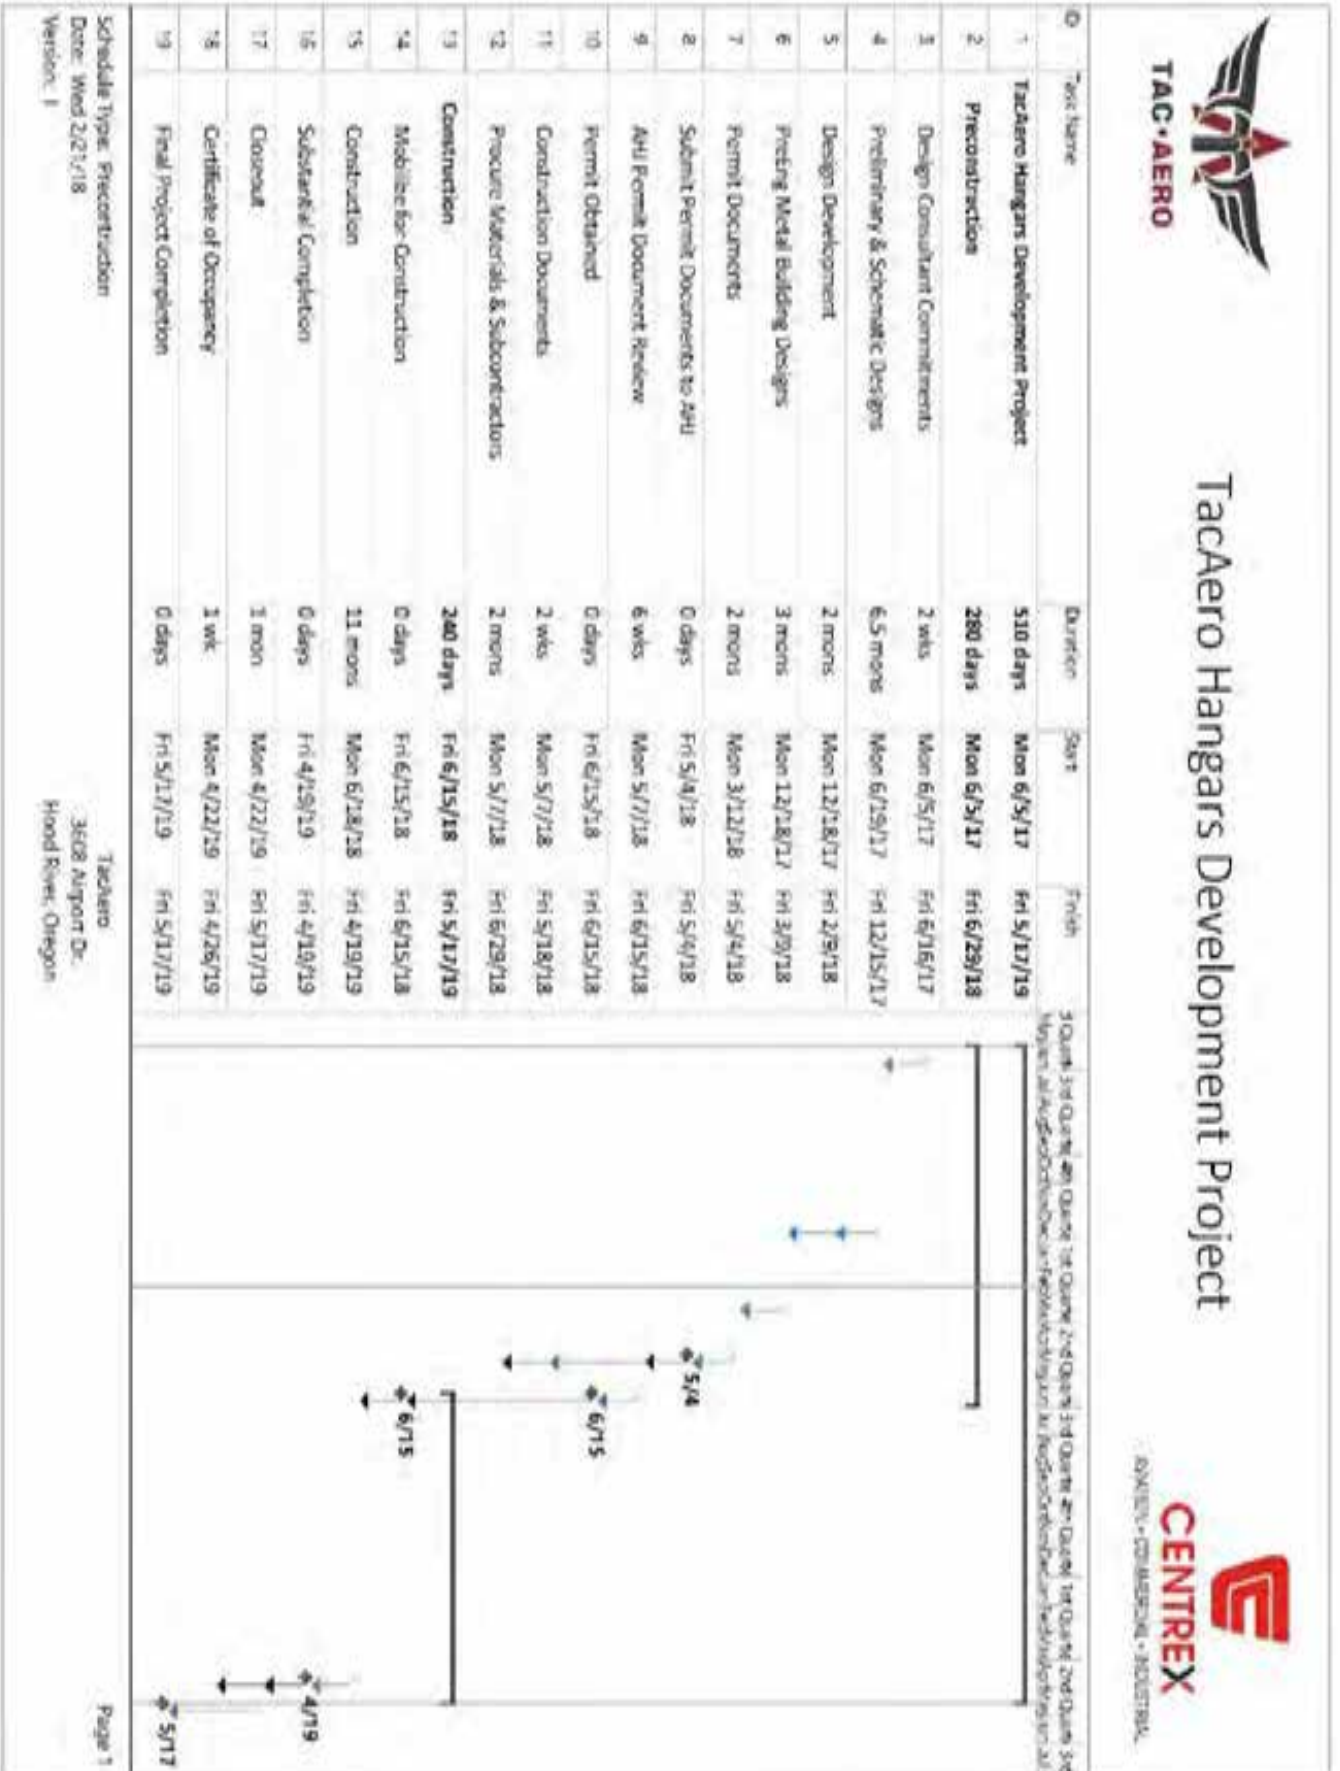 TAC•AERO
TacAero Hangars Development Project
CENTREX
AVIATION • COMMERCIAL • INDUSTRIAL
ID Task Name Duration Start Finish
1 TacAero Hangars Development Project 510 days Mon 6/5/17 Fri 5/17/19
2 Preconstruction 280 days Mon 6/5/17 Fri 6/29/18
3 Design Consultant Commitments 2 wks Mon 6/5/17 Fri 6/16/17
4 Preliminary & Schematic Designs 6.5 mons Mon 6/19/17 Fri 12/15/17
5 Design Development 2 mons Mon 12/18/17 Fri 2/9/18
6 PreEng Metal Building Designs 3 mons Mon 12/18/17 Fri 3/9/18
7 Permit Documents 2 mons Mon 3/12/18 Fri 5/4/18
8 Submit Permit Documents to AHJ 0 days Fri 5/4/18 Fri 5/4/18 5/4
9 AHJ Permit Document Review 6 wks Mon 5/7/18 Fri 6/15/18
10 Permit Obtained 0 days Fri 6/15/18 Fri 6/15/18 6/15
11 Construction Documents 2 wks Mon 5/7/18 Fri 5/18/18
12 Procure Materials & Subcontractors 2 mons Mon 5/7/18 Fri 6/29/18
13 Construction 240 days Fri 6/15/18 Fri 5/17/19
14 Mobilize for Construction 0 days Fri 6/15/18 Fri 6/15/18 6/15
15 Construction 11 mons Mon 6/18/18 Fri 4/19/19
16 Substantial Completion 0 days Fri 4/19/19 Fri 4/19/19 4/19
17 Closeout 1 mon Mon 4/22/19 Fri 5/17/19
18 Certificate of Occupancy 1 wk Mon 4/22/19 Fri 4/26/19
19 Final Project Completion 0 days Fri 5/17/19 Fri 5/17/19 5/17
Schedule Type: Precontruction
Date: Wed 2/21/18
Version: 
TacAero
3608 Airport Dr.
Hood River, Oregon
Page 1